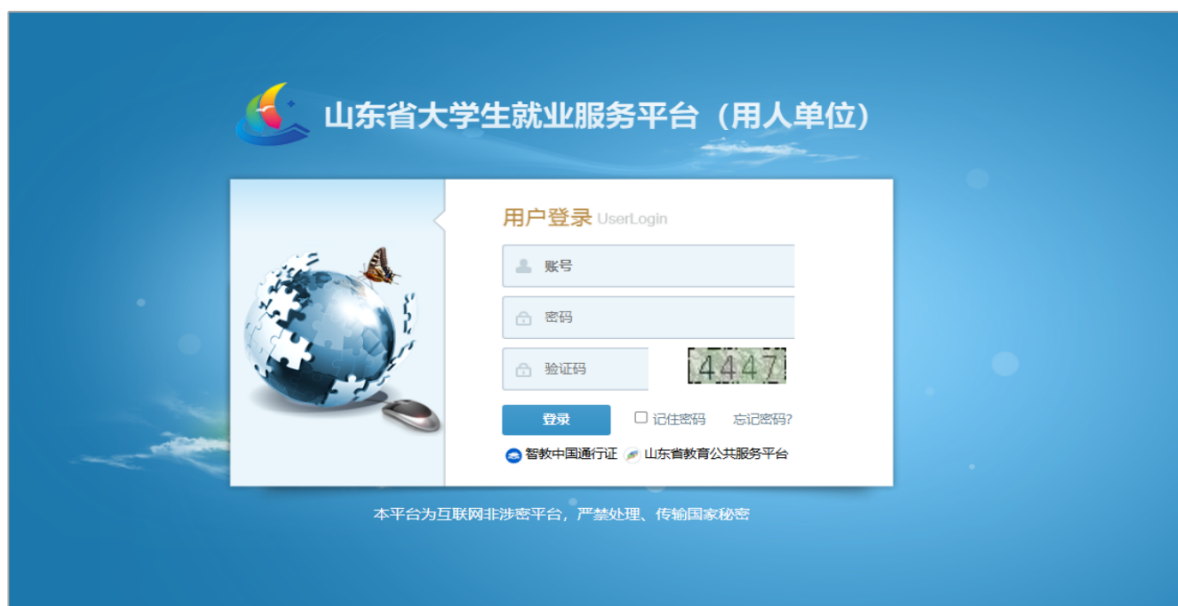 山东省大学生就业服务平台（用人单位）
用户登录 UserLogin
账号
密码
验证码
4447
登录 记住密码 忘记密码?
智教中国通行证 山东省教育公共服务平台
本平台为互联网非涉密平台，严禁处理、传输国家秘密